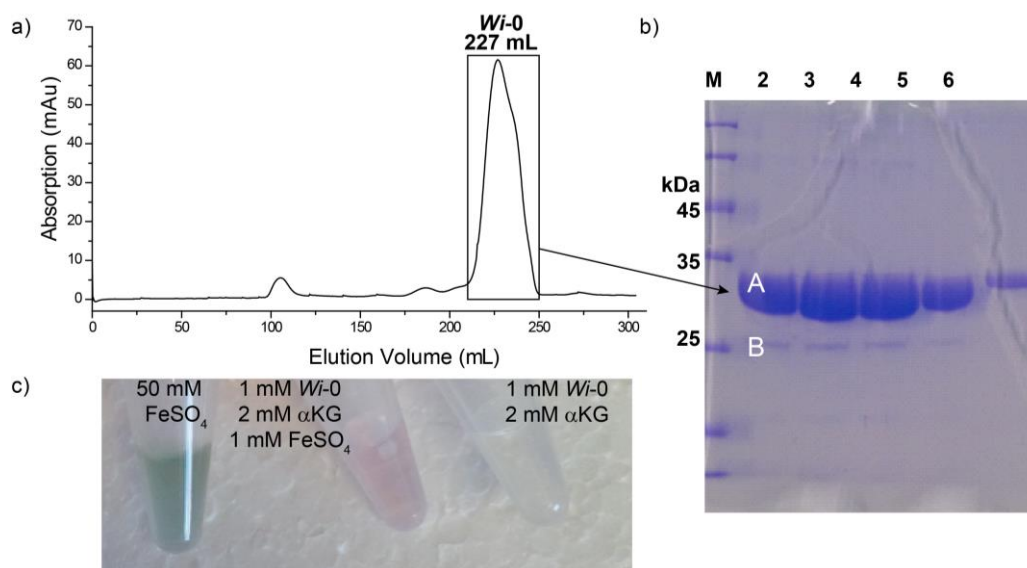 a)
Wi-0
227 mL
70
60
50
40
30
20
10
0
Absorption (mAu)
0 50 100 150 200 250 300
Elution Volume (mL)
b)
M 2 3 4 5 6
kDa
45
35
25
A
B
c)
50 mM
FeSO₄
1 mM Wi-0
2 mM αKG
1 mM FeSO₄
1 mM Wi-0
2 mM αKG